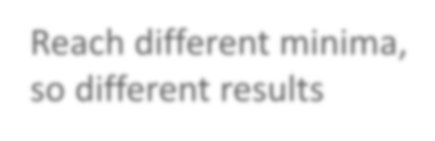 Reach different minima,
so different results